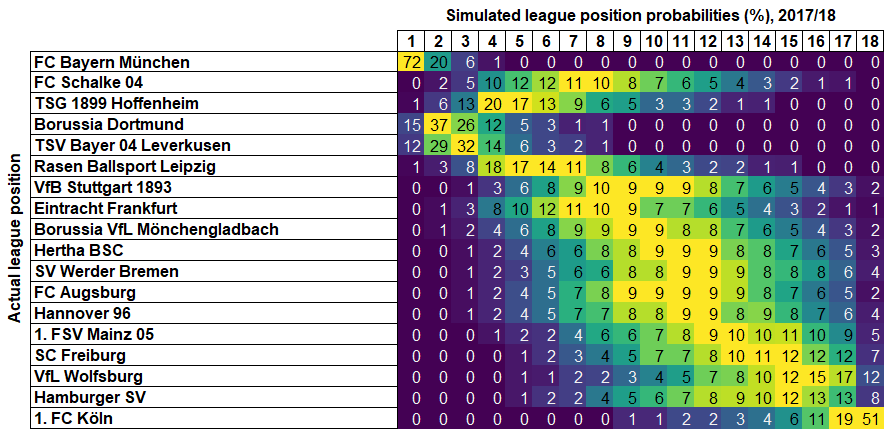 Simulated league position probabilities (%), 2017/18
1 2 3 4 5 6 7 8 9 10 11 12 13 14 15 16 17 18
Actual league position
FC Bayern München 72 20 6 1 0 0 0 0 0 0 0 0 0 0 0 0 0 0
FC Schalke 04 0 2 5 10 12 12 11 10 8 7 6 5 4 3 2 1 1 0
TSG 1899 Hoffenheim 1 6 13 20 17 13 9 6 5 3 3 2 1 1 0 0 0 0
Borussia Dortmund 15 37 26 12 5 3 1 1 0 0 0 0 0 0 0 0 0 0
TSV Bayer 04 Leverkusen 12 29 32 14 6 3 2 1 0 0 0 0 0 0 0 0 0 0
Rasen Ballsport Leipzig 1 3 8 18 17 14 11 8 6 4 3 2 2 1 1 0 0 0
VfB Stuttgart 1893 0 0 1 3 6 8 9 10 9 9 9 8 7 6 5 4 3 2
Eintracht Frankfurt 0 1 3 8 10 12 11 10 9 7 7 6 5 4 3 2 1 1
Borussia VfL Mönchengladbach 0 1 2 4 6 8 9 9 9 9 8 8 7 6 5 4 3 2
Hertha BSC 0 0 1 2 4 6 8 8 9 9 9 9 8 8 7 6 5 3
SV Werder Bremen 0 0 1 2 3 5 6 6 8 8 9 9 9 8 8 8 6 4
FC Augsburg 0 0 1 2 4 5 7 8 9 9 9 9 9 8 7 6 5 2
Hannover 96 0 0 1 2 4 5 7 7 8 8 9 9 9 8 8 7 6 4
1. FSV Mainz 05 0 0 0 1 2 2 4 6 6 7 8 9 10 10 11 10 9 5
SC Freiburg 0 0 0 0 1 2 3 4 5 7 7 8 10 11 12 12 12 7
VfL Wolfsburg 0 0 0 0 1 1 2 2 3 4 5 7 8 10 12 15 17 12
Hamburger SV 0 0 0 0 1 2 2 4 5 6 7 8 9 10 12 13 13 8
1. FC Köln 0 0 0 0 0 0 0 0 1 1 2 2 3 4 6 11 19 51